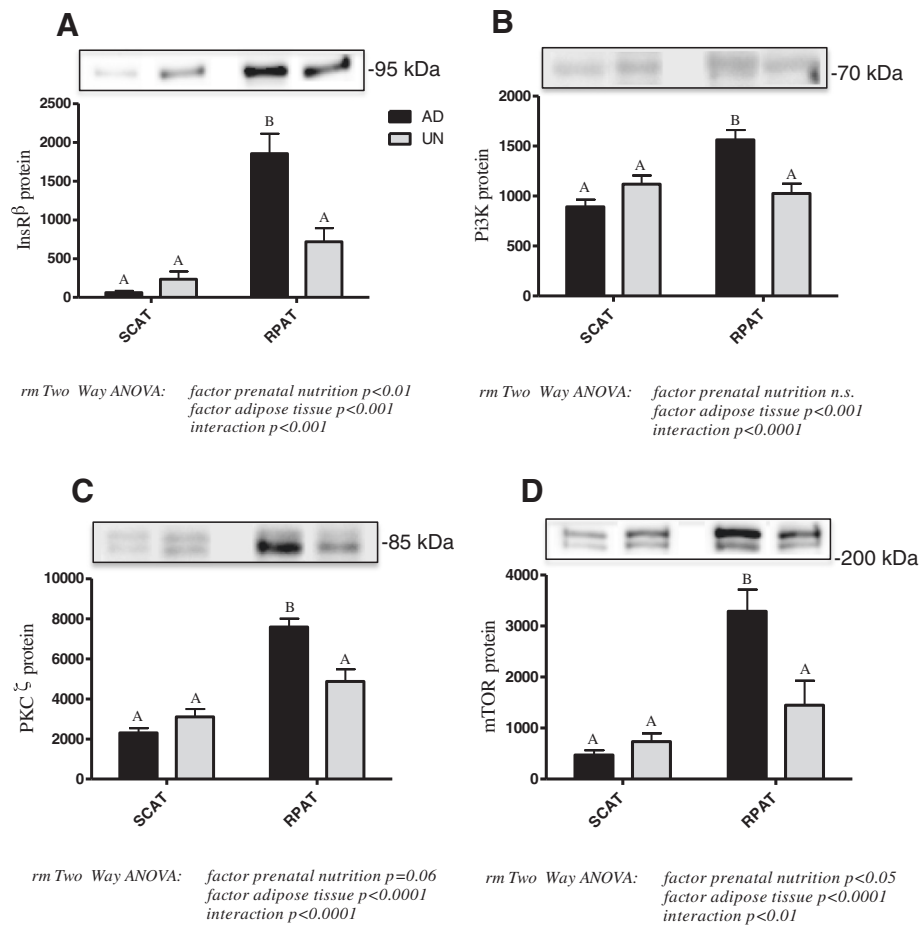 A
-95 kDa
2500
2000
1500
1000
500
0
InsRβ protein
B
A
A
A
AD
UN
SCAT
RPAT
rm Two Way ANOVA: factor prenatal nutrition p<0.01
factor adipose tissue p<0.001
interaction p<0.001
B
-70 kDa
2000
1500
1000
500
0
Pi3K protein
A
A
B
A
SCAT
RPAT
rm Two Way ANOVA: factor prenatal nutrition n.s.
factor adipose tissue p<0.001
interaction p<0.0001
C
-85 kDa
10000
8000
6000
4000
2000
0
PKC ζ protein
A
A
B
A
SCAT
RPAT
rm Two Way ANOVA: factor prenatal nutrition p=0.06
factor adipose tissue p<0.0001
interaction p<0.0001
D
-200 kDa
4000
3000
2000
1000
0
mTOR protein
A
A
B
A
SCAT
RPAT
rm Two Way ANOVA: factor prenatal nutrition p<0.05
factor adipose tissue p<0.0001
interaction p<0.01